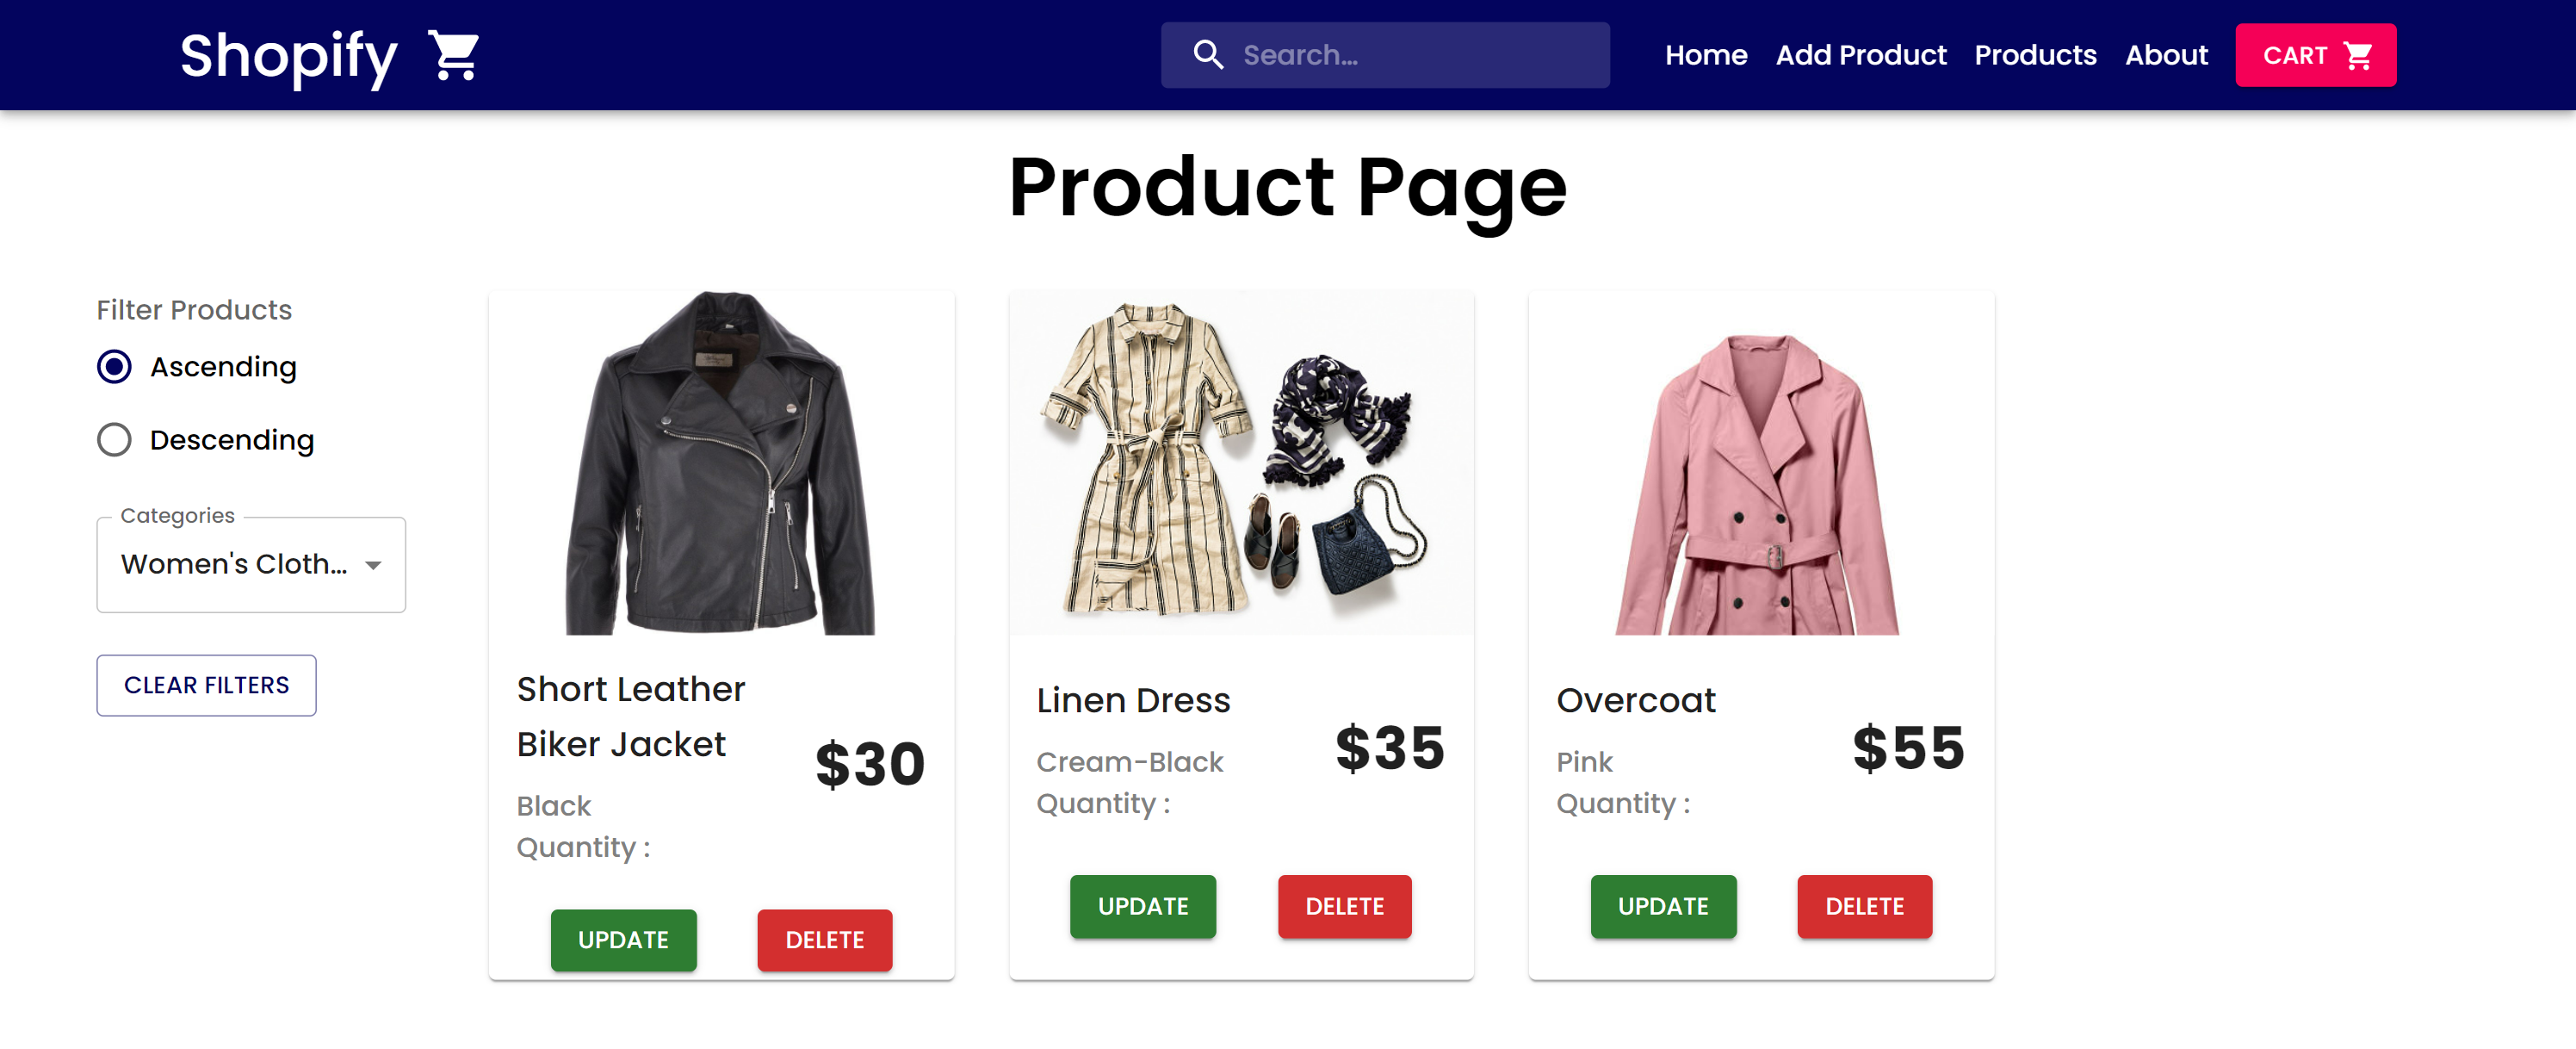 Shopify
Search...
Home Add Product Products About CART
Product Page
Filter Products
Ascending
Descending
Categories
Women's Cloth...
CLEAR FILTERS
Short Leather
Biker Jacket
$30
Black
Quantity :
UPDATE DELETE
Linen Dress
$35
Cream-Black
Quantity :
UPDATE DELETE
Overcoat
$55
Pink
Quantity :
UPDATE DELETE